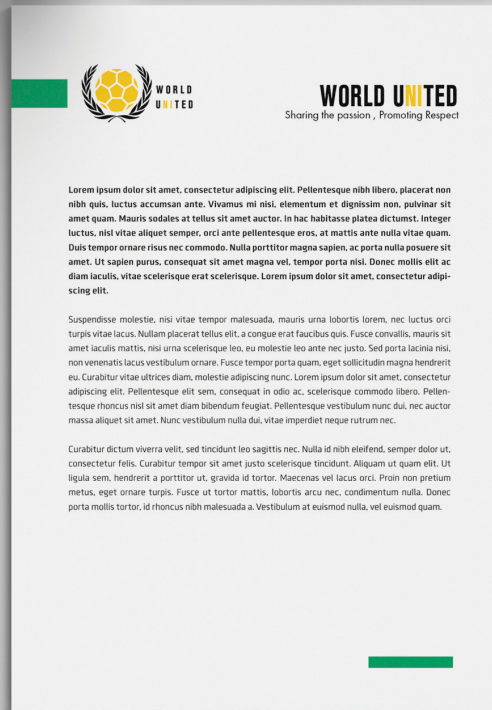 WORLD
UNITED
WORLD UNITED
Sharing the passion , Promoting Respect
Lorem ipsum dolor sit amet, consectetur adipiscing elit. Pellentesque nibh libero, placerat non
nibh quis, luctus accumsan ante. Vivamus mi nisi, elementum et dignissim non, pulvinar sit
amet quam. Mauris sodales at tellus sit amet auctor. In hac habitasse platea dictumst. Integer
luctus, nisl vitae aliquet semper, orci ante pellentesque eros, at mattis ante nulla vitae quam.
Duis tempor ornare risus nec commodo. Nulla porttitor magna sapien, ac porta nulla posuere sit
amet. Ut sapien purus, consequat sit amet magna vel, tempor porta nisi. Donec mollis elit ac
diam iaculis, vitae scelerisque erat scelerisque. Lorem ipsum dolor sit amet, consectetur adipi-
scing elit.
Suspendisse molestie, nisi vitae tempor malesuada, mauris urna lobortis lorem, nec luctus orci
turpis vitae lacus. Nullam placerat tellus elit, a congue erat faucibus quis. Fusce convallis, mauris sit
amet iaculis mattis, nisi urna scelerisque leo, eu molestie leo ante nec justo. Sed porta lacinia nisi,
non venenatis lacus vestibulum ornare. Fusce tempor porta quam, eget sollicitudin magna hendrerit
eu. Curabitur vitae ultrices diam, molestie adipiscing nunc. Lorem ipsum dolor sit amet, consectetur
adipiscing elit. Pellentesque elit sem, consequat in odio ac, scelerisque commodo libero. Pellen-
tesque rhoncus nisl sit amet diam bibendum feugiat. Pellentesque vestibulum nunc dui, nec auctor
massa aliquet sit amet. Nunc vestibulum nulla dui, vitae imperdiet neque rutrum nec.
Curabitur dictum viverra velit, sed tincidunt leo sagittis nec. Nulla id nibh eleifend, semper dolor ut,
consectetur felis. Curabitur tempor sit amet justo scelerisque tincidunt. Aliquam ut quam elit. Ut
ligula sem, hendrerit a porttitor ut, gravida id tortor. Maecenas vel lacus orci. Proin non pretium
metus, eget ornare turpis. Fusce ut tortor mattis, lobortis arcu nec, condimentum nulla. Donec
porta mollis tortor, id rhoncus nibh malesuada a. Vestibulum at euismod nulla, vel euismod quam.